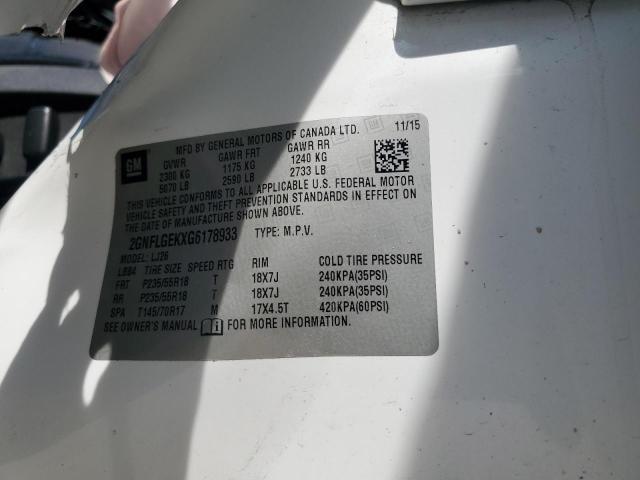 MFD BY GENERAL MOTORS OF CANADA LTD. 11/15
GM
GVWR GAWR FRT GAWR RR
2300 KG 1175 KG 1240 KG
5070 LB 2590 LB 2733 LB
THIS VEHICLE CONFORMS TO ALL APPLICABLE U.S. FEDERAL MOTOR
VEHICLE SAFETY AND THEFT PREVENTION STANDARDS IN EFFECT
ON THE DATE OF MANUFACTURE SHOWN ABOVE.
2GNFLGEKXG6178933 TYPE: M.P.V.
MODEL: LJ26
LBB4 TIRE SIZE SPEED RTG RIM COLD TIRE PRESSURE
FRT P235/55R18 T 18X7J 240KPA(35PSI)
RR P235/55R18 T 18X7J 240KPA(35PSI)
SPA T145/70R17 M 17X4.5T 420KPA(60PSI)
SEE OWNER'S MANUAL FOR MORE INFORMATION.